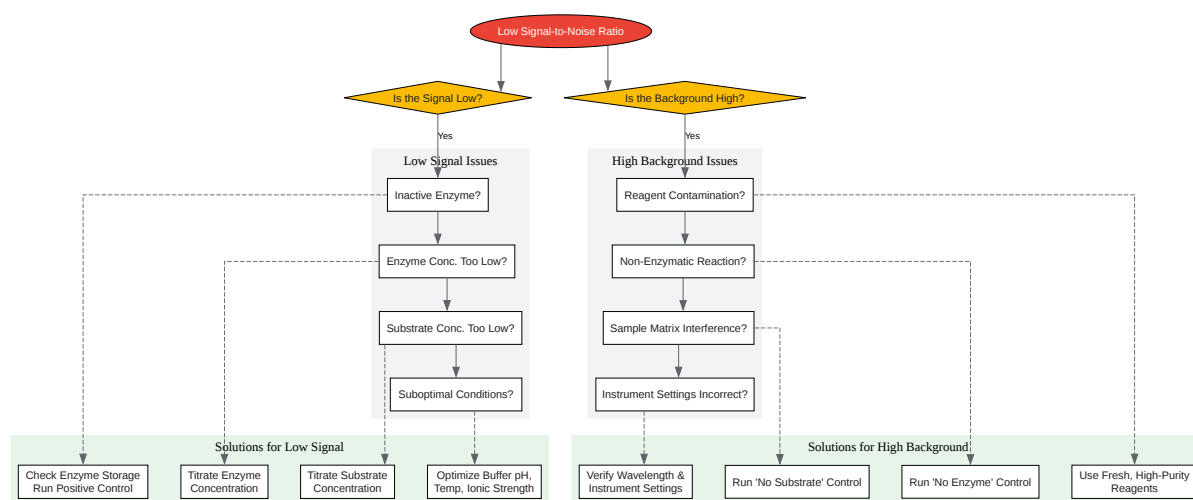 Low Signal-to-Noise Ratio
Is the Signal Low?
Is the Background High?
Yes
Yes
Low Signal Issues
High Background Issues
Inactive Enzyme?
Reagent Contamination?
Enzyme Conc. Too Low?
Non-Enzymatic Reaction?
Substrate Conc. Too Low?
Sample Matrix Interference?
Suboptimal Conditions?
Instrument Settings Incorrect?
Solutions for Low Signal
Solutions for High Background
Check Enzyme Storage
Run Positive Control
Titrate Enzyme
Concentration
Titrate Substrate
Concentration
Optimize Buffer pH,
Temp, Ionic Strength
Verify Wavelength &
Instrument Settings
Run 'No Substrate' Control
Run 'No Enzyme' Control
Use Fresh, High-Purity
Reagents